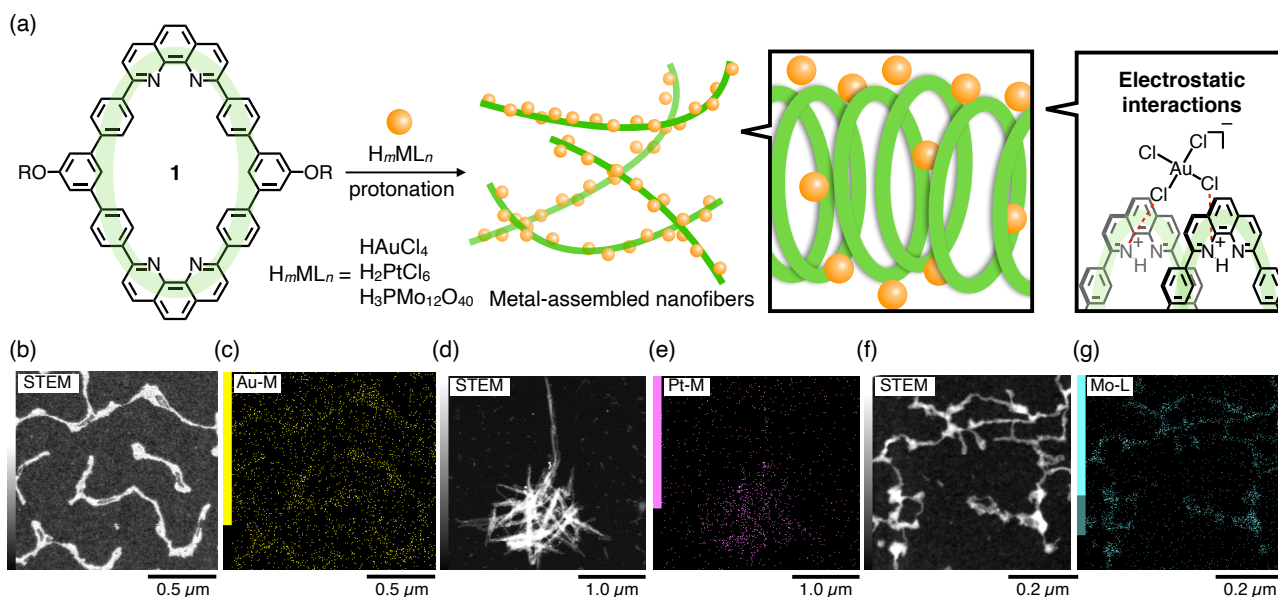 (a)
N N
RO 1 OR
N N
HₘMLₙ
protonation
HₘMLₙ =
HAuCl₄
H₂PtCl₆
H₃PMo₁₂O₄₀
Metal-assembled nanofibers
Electrostatic
interactions
Cl Cl −
Au
Cl Cl
N + N N + N
H H
(b) (c) (d) (e) (f) (g)
STEM Au-M STEM Pt-M STEM Mo-L
0.5 µm 0.5 µm 1.0 µm 1.0 µm 0.2 µm 0.2 µm